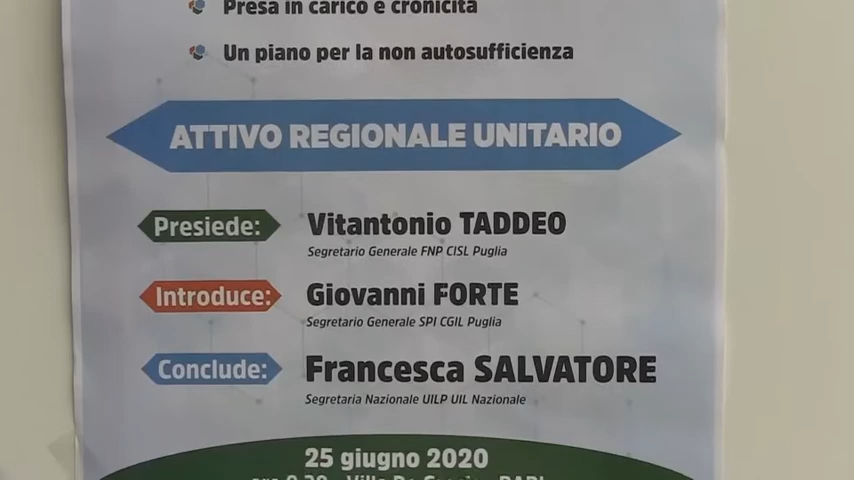 Presa in carico e cronicità
Un piano per la non autosufficienza
ATTIVO REGIONALE UNITARIO
Presiede: Vitantonio TADDEO
Segretario Generale FNP CISL Puglia
Introduce: Giovanni FORTE
Segretario Generale SPI CGIL Puglia
Conclude: Francesca SALVATORE
Segretaria Nazionale UILP UIL Nazionale
25 giugno 2020